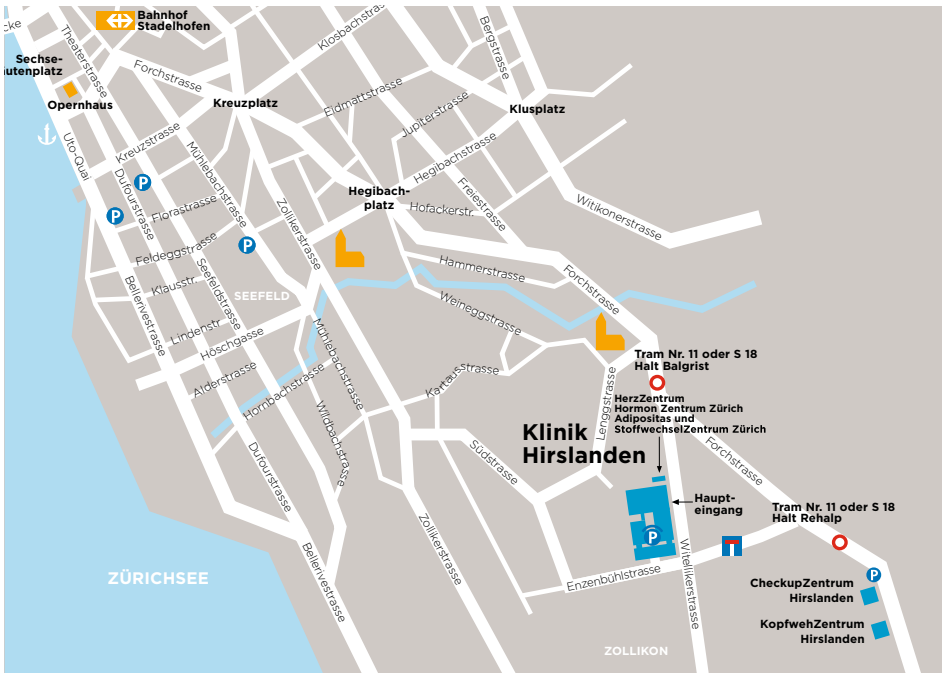 cke
Bahnhof
Stadelhofen
Theaterstrasse
Sechse-
äutenplatz
Opernhaus
Forchstrasse
Kreuzplatz
Klosbachstrasse
Bergstrasse
Eidmattstrasse
Jupiterstrasse
Klusplatz
Uto-Quai
Kreuzstrasse
Mühlebachstrasse
Hegibachstrasse
P
Dufourstrasse
Florastrasse
P
Hegibach-
platz
Freiestrasse
Hofackerstr.
Witikonerstrasse
Zollikerstrasse
P
Feldeggstrasse
Hammerstrasse
Forchstrasse
Klausstr.
Seefeldstrasse
SEEFELD
Weineggstrasse
Bellerivestrasse
Lindenstr.
Höschgasse
Mühlebachstrasse
Alderstrasse
Hornbachstrasse
Kartausstrasse
Tram Nr. 11 oder S 18
Halt Balgrist
HerzZentrum
Hormon Zentrum Zürich
Adipositas und
StoffwechselZentrum Zürich
Lenggstrasse
Wildbachstrasse
Klinik
Hirslanden
Südstrasse
Forchstrasse
Dufourstrasse
Haupt-
eingang
Tram Nr. 11 oder S 18
Halt Rehalp
P
Zollikerstrasse
Bellerivestrasse
Witellikerstrasse
Enzenbühlstrasse
ZÜRICHSEE
P
CheckupZentrum
Hirslanden
KopfwehZentrum
Hirslanden
ZOLLIKON